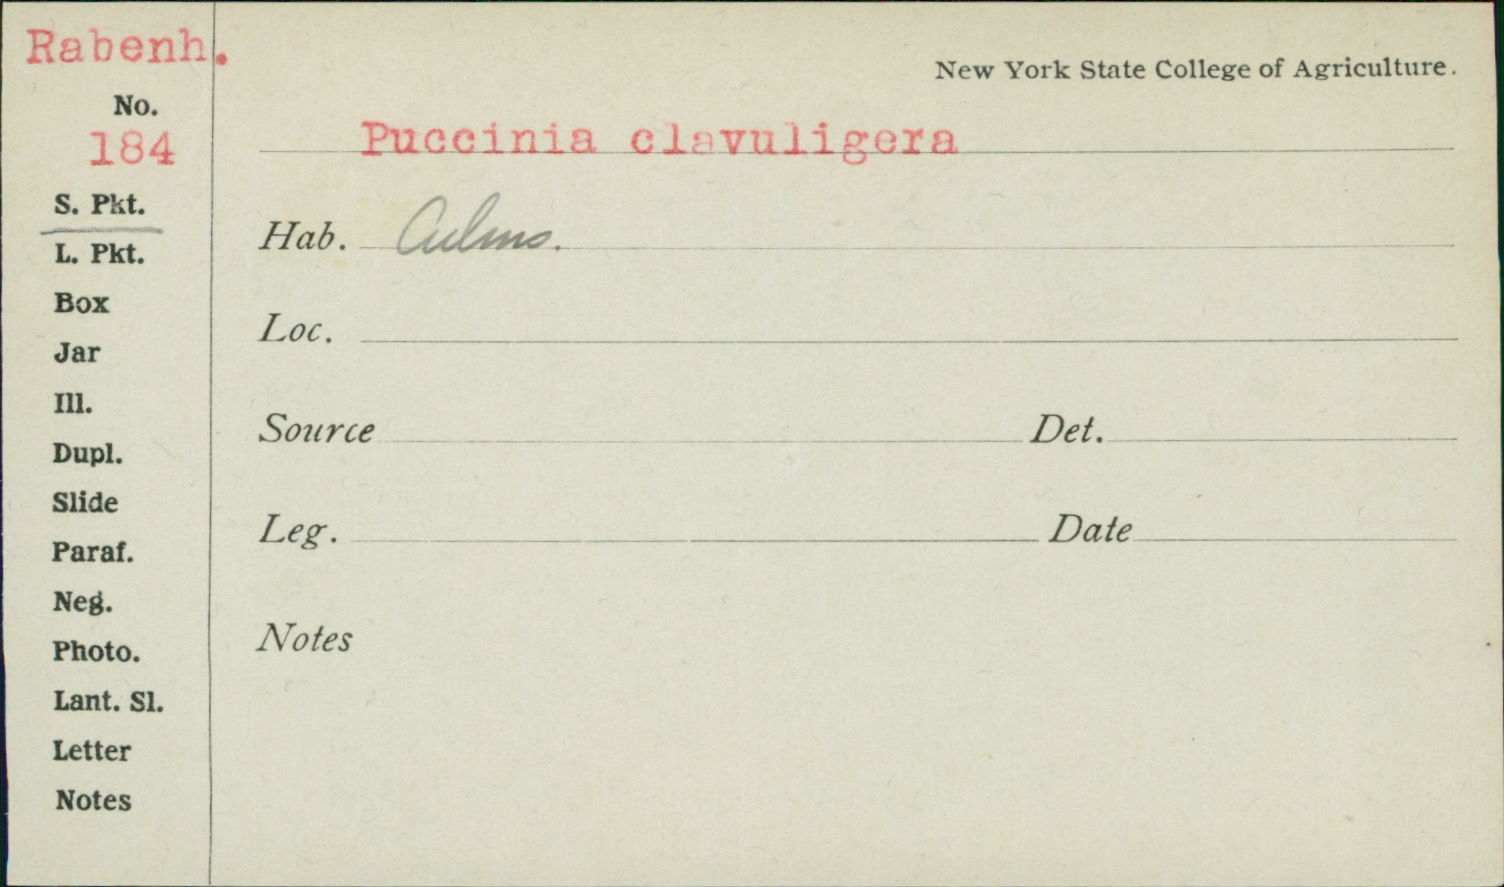 Rabenh.
New York State College of Agriculture.
No.
184
Puccinia clavuligera
S. Pkt.
Hab. Culms.
L. Pkt.
Box
Loc.
Jar
Ill.
Source Det.
Dupl.
Slide
Leg. Date
Paraf.
Neg.
Notes
Photo.
Lant. Sl.
Letter
Notes